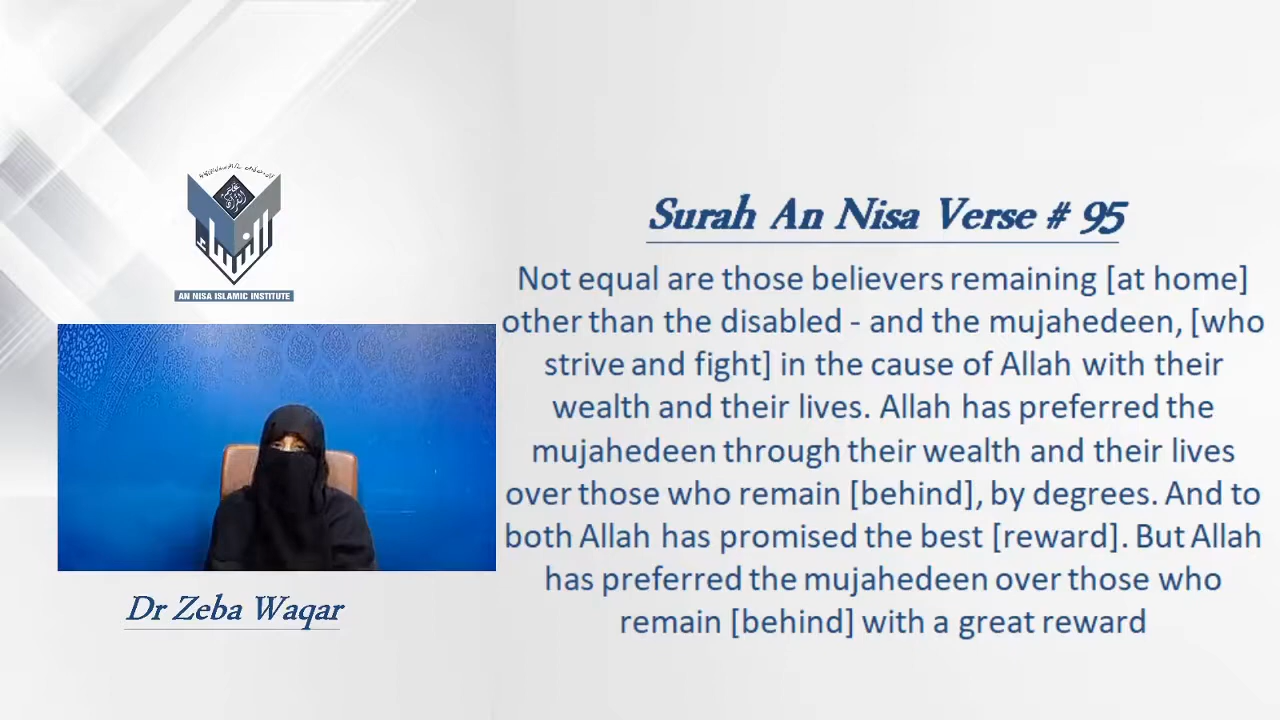 AN NISA ISLAMIC INSTITUTE
Dr Zeba Waqar
Surah An Nisa Verse # 95
Not equal are those believers remaining [at home]
other than the disabled - and the mujahedeen, [who
strive and fight] in the cause of Allah with their
wealth and their lives. Allah has preferred the
mujahedeen through their wealth and their lives
over those who remain [behind], by degrees. And to
both Allah has promised the best [reward]. But Allah
has preferred the mujahedeen over those who
remain [behind] with a great reward